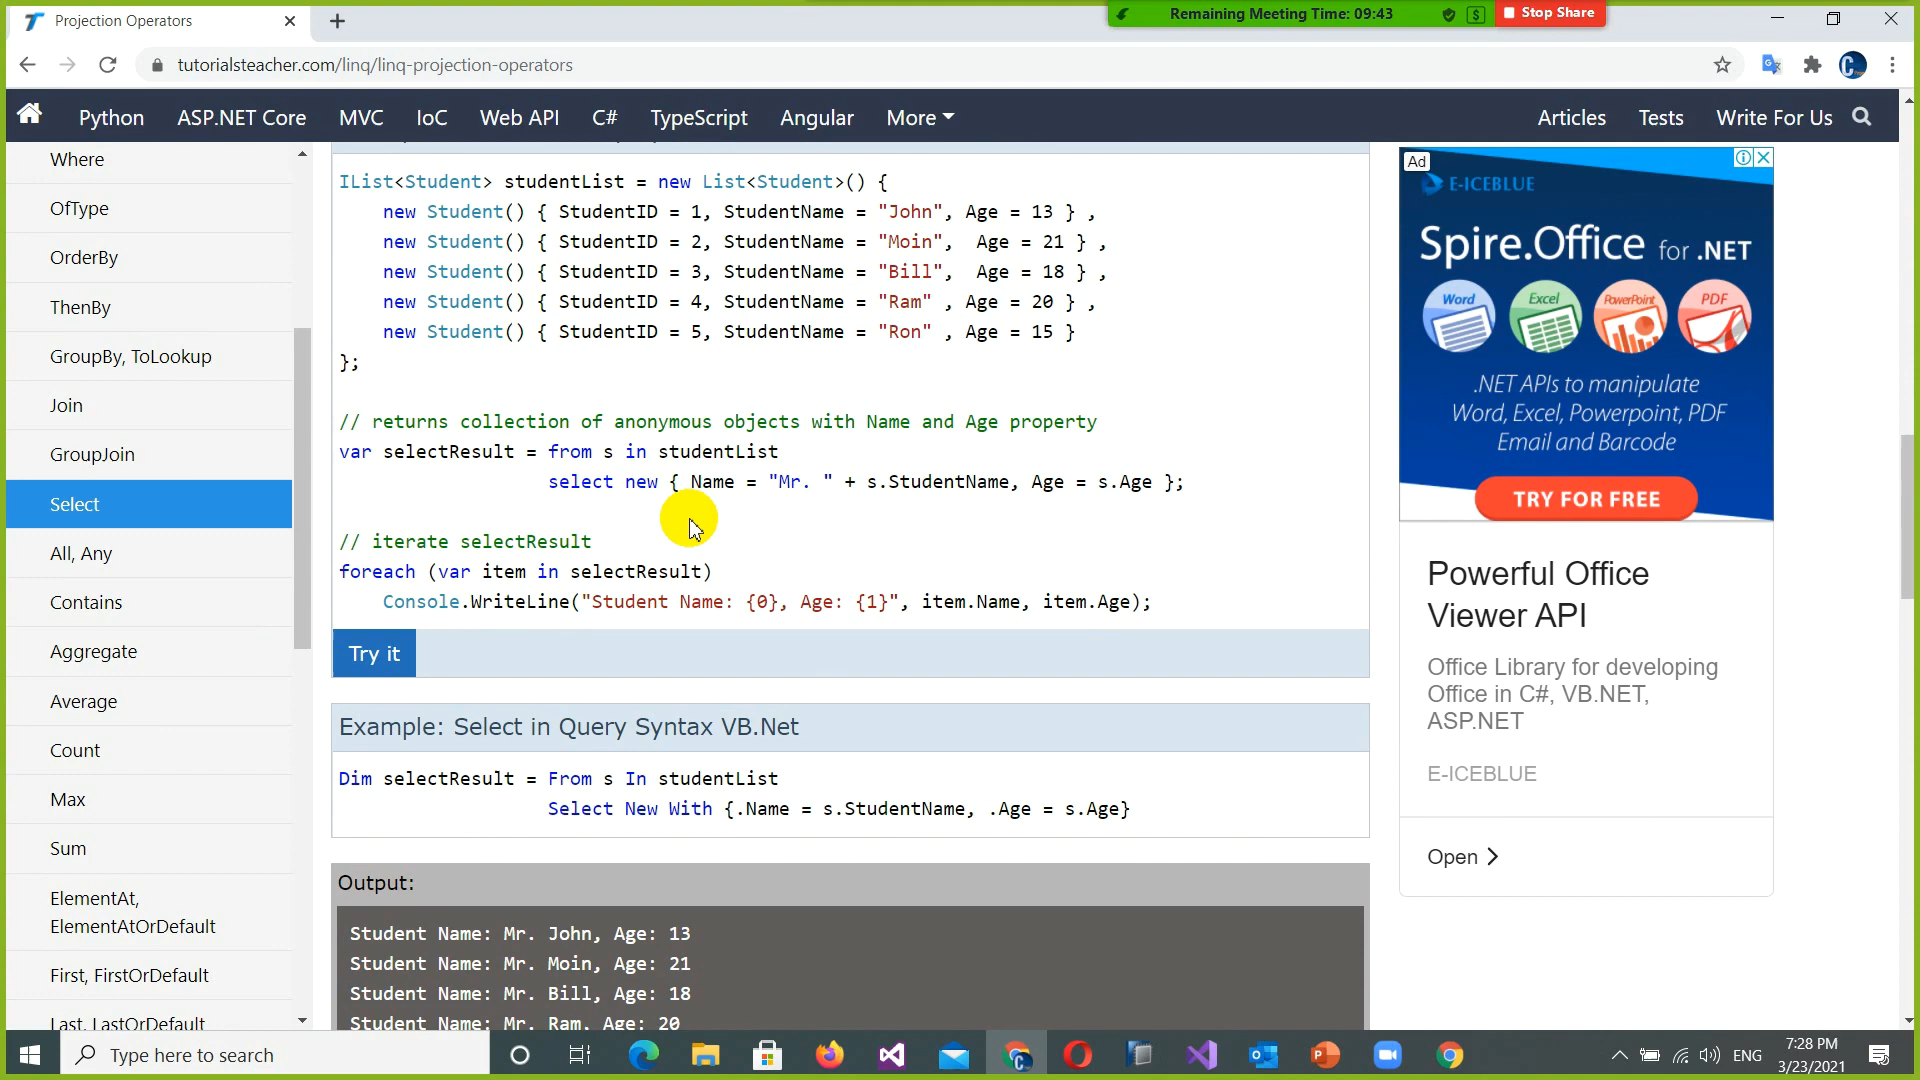 Projection Operators
Remaining Meeting Time: 09:43
Stop Share
tutorialsteacher.com/linq/linq-projection-operators
Python ASP.NET Core MVC IoC Web API C# TypeScript Angular More
Articles Tests Write For Us
Where
OfType
OrderBy
ThenBy
GroupBy, ToLookup
Join
GroupJoin
Select
All, Any
Contains
Aggregate
Average
Count
Max
Sum
ElementAt,
ElementAtOrDefault
First, FirstOrDefault
Last, LastOrDefault
IList<Student> studentList = new List<Student>() {
new Student() { StudentID = 1, StudentName = "John", Age = 13 } ,
new Student() { StudentID = 2, StudentName = "Moin",  Age = 21 } ,
new Student() { StudentID = 3, StudentName = "Bill",  Age = 18 } ,
new Student() { StudentID = 4, StudentName = "Ram" , Age = 20 } ,
new Student() { StudentID = 5, StudentName = "Ron" , Age = 15 }
};
// returns collection of anonymous objects with Name and Age property
var selectResult = from s in studentList
select new { Name = "Mr. " + s.StudentName, Age = s.Age };
// iterate selectResult
foreach (var item in selectResult)
Console.WriteLine("Student Name: {0}, Age: {1}", item.Name, item.Age);
Try it
Example: Select in Query Syntax VB.Net
Dim selectResult = From s In studentList
Select New With {.Name = s.StudentName, .Age = s.Age}
Output:
Student Name: Mr. John, Age: 13
Student Name: Mr. Moin, Age: 21
Student Name: Mr. Bill, Age: 18
Student Name: Mr. Ram, Age: 20
Ad
E-ICEBLUE
Spire.Office for .NET
Word Excel PowerPoint PDF
.NET APIs to manipulate
Word, Excel, Powerpoint, PDF
Email and Barcode
TRY FOR FREE
Powerful Office
Viewer API
Office Library for developing
Office in C#, VB.NET,
ASP.NET
E-ICEBLUE
Open
Type here to search
ENG
7:28 PM
3/23/2021